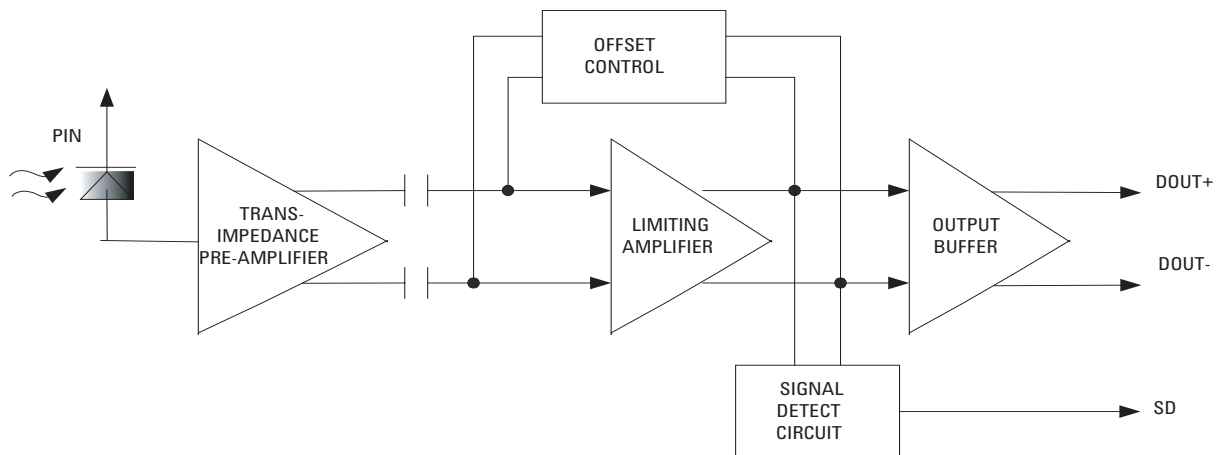 OFFSET
CONTROL
PIN
TRANS-
IMPEDANCE
PRE-AMPLIFIER
LIMITING
AMPLIFIER
OUTPUT
BUFFER
DOUT+
DOUT-
SIGNAL
DETECT
CIRCUIT
SD